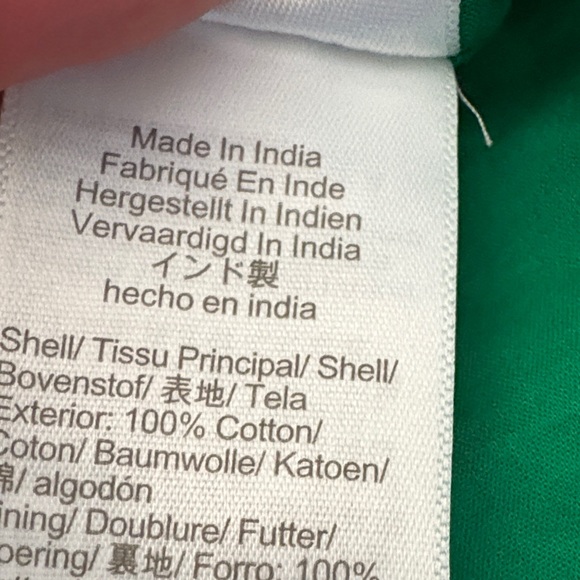 Made In India
Fabriqué En Inde
Hergestellt In Indien
Vervaardigd In India
インド製
hecho en india
Shell/ Tissu Principal/ Shell/
Bovenstof/ 表地/ Tela
Exterior: 100% Cotton/
Coton/ Baumwolle/ Katoen/
綿/ algodón
ining/ Doublure/ Futter/
oering/ 裏地/ Forro: 100%